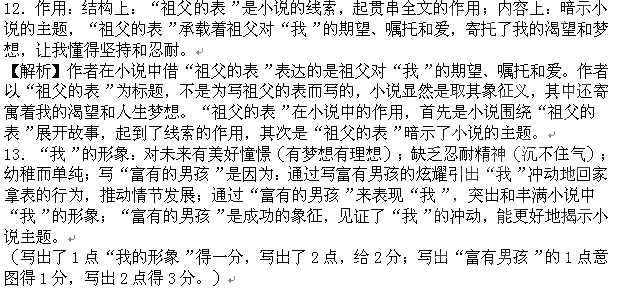 12. 作用：结构上：“祖父的表”是小说的线索，起贯串全文的作用；内容上：暗示小
说的主题，“祖父的表”承载着祖父对“我”的期望、嘱托和爱，寄托了我的渴望和梦
想，让我懂得坚持和忍耐。
【解析】作者在小说中借“祖父的表”表达的是祖父对“我”的期望、嘱托和爱。作者
以“祖父的表”为标题，不是为写祖父的表而写的，小说显然是取其象征义，其中还寄
寓着我的渴望和人生梦想。“祖父的表”在小说中的作用，首先是小说围绕“祖父的
表”展开故事，起到了线索的作用，其次是“祖父的表”暗示了小说的主题。
13. “我”的形象：对未来有美好憧憬（有梦想有理想）；缺乏忍耐精神（沉不住气）；
幼稚而单纯；写“富有的男孩”是因为：通过写富有男孩的炫耀引出“我”冲动地回家
拿表的行为，推动情节发展；通过“富有的男孩”来表现“我”，突出和丰满小说中
“我”的形象；“富有的男孩”是成功的象征，见证了“我”的冲动，能更好地揭示小
说主题。
（写出了1点“我的形象”得一分，写出了2点，给2分；写出“富有男孩”的1点意
图得1分，写出2点得3分。）